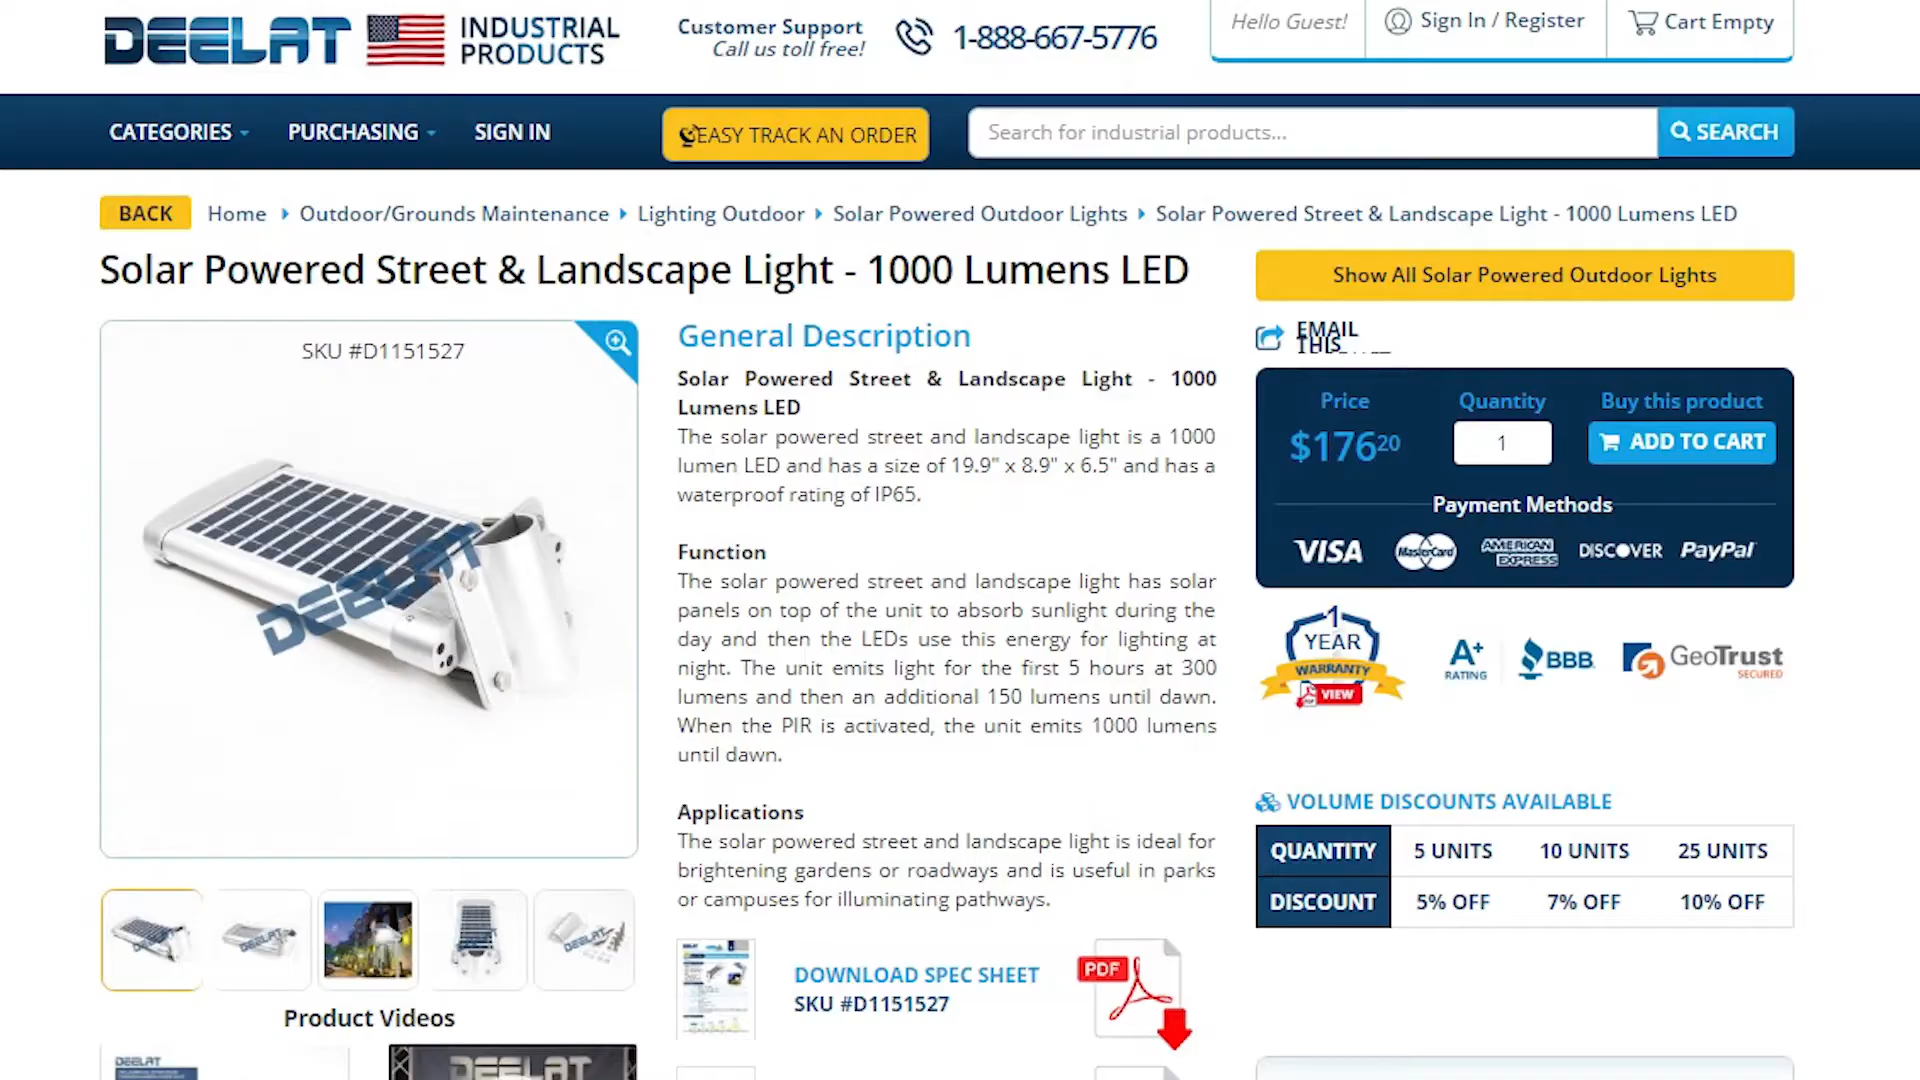 DEELAT
INDUSTRIAL
PRODUCTS
Customer Support
Call us toll free!
1-888-667-5776
Hello Guest!
Sign In / Register
Cart Empty
CATEGORIES
PURCHASING
SIGN IN
EASY TRACK AN ORDER
Search for industrial products...
SEARCH
BACK
Home
Outdoor/Grounds Maintenance
Lighting Outdoor
Solar Powered Outdoor Lights
Solar Powered Street & Landscape Light - 1000 Lumens LED
Solar Powered Street & Landscape Light - 1000 Lumens LED
SKU #D1151527
DEELAT
DEELAT
DEELAT
DEELAT
DEELAT
Product Videos
DEELAT
DEELAT
General Description
Solar Powered Street & Landscape Light - 1000
Lumens LED
The solar powered street and landscape light is a 1000
lumen LED and has a size of 19.9" x 8.9" x 6.5" and has a
waterproof rating of IP65.
Function
The solar powered street and landscape light has solar
panels on top of the unit to absorb sunlight during the
day and then the LEDs use this energy for lighting at
night. The unit emits light for the first 5 hours at 300
lumens and then an additional 150 lumens until dawn.
When the PIR is activated, the unit emits 1000 lumens
until dawn.
Applications
The solar powered street and landscape light is ideal for
brightening gardens or roadways and is useful in parks
or campuses for illuminating pathways.
DOWNLOAD SPEC SHEET
SKU #D1151527
PDF
Show All Solar Powered Outdoor Lights
EMAIL
THIS
Price
Quantity
Buy this product
$176 20
1
ADD TO CART
Payment Methods
VISA
MasterCard
AMERICAN
EXPRESS
DISCOVER
PayPal
1
YEAR
WARRANTY
PDF
VIEW
A+
RATING
BBB
GeoTrust
SECURED
VOLUME DISCOUNTS AVAILABLE
QUANTITY 5 UNITS 10 UNITS 25 UNITS
DISCOUNT 5% OFF 7% OFF 10% OFF